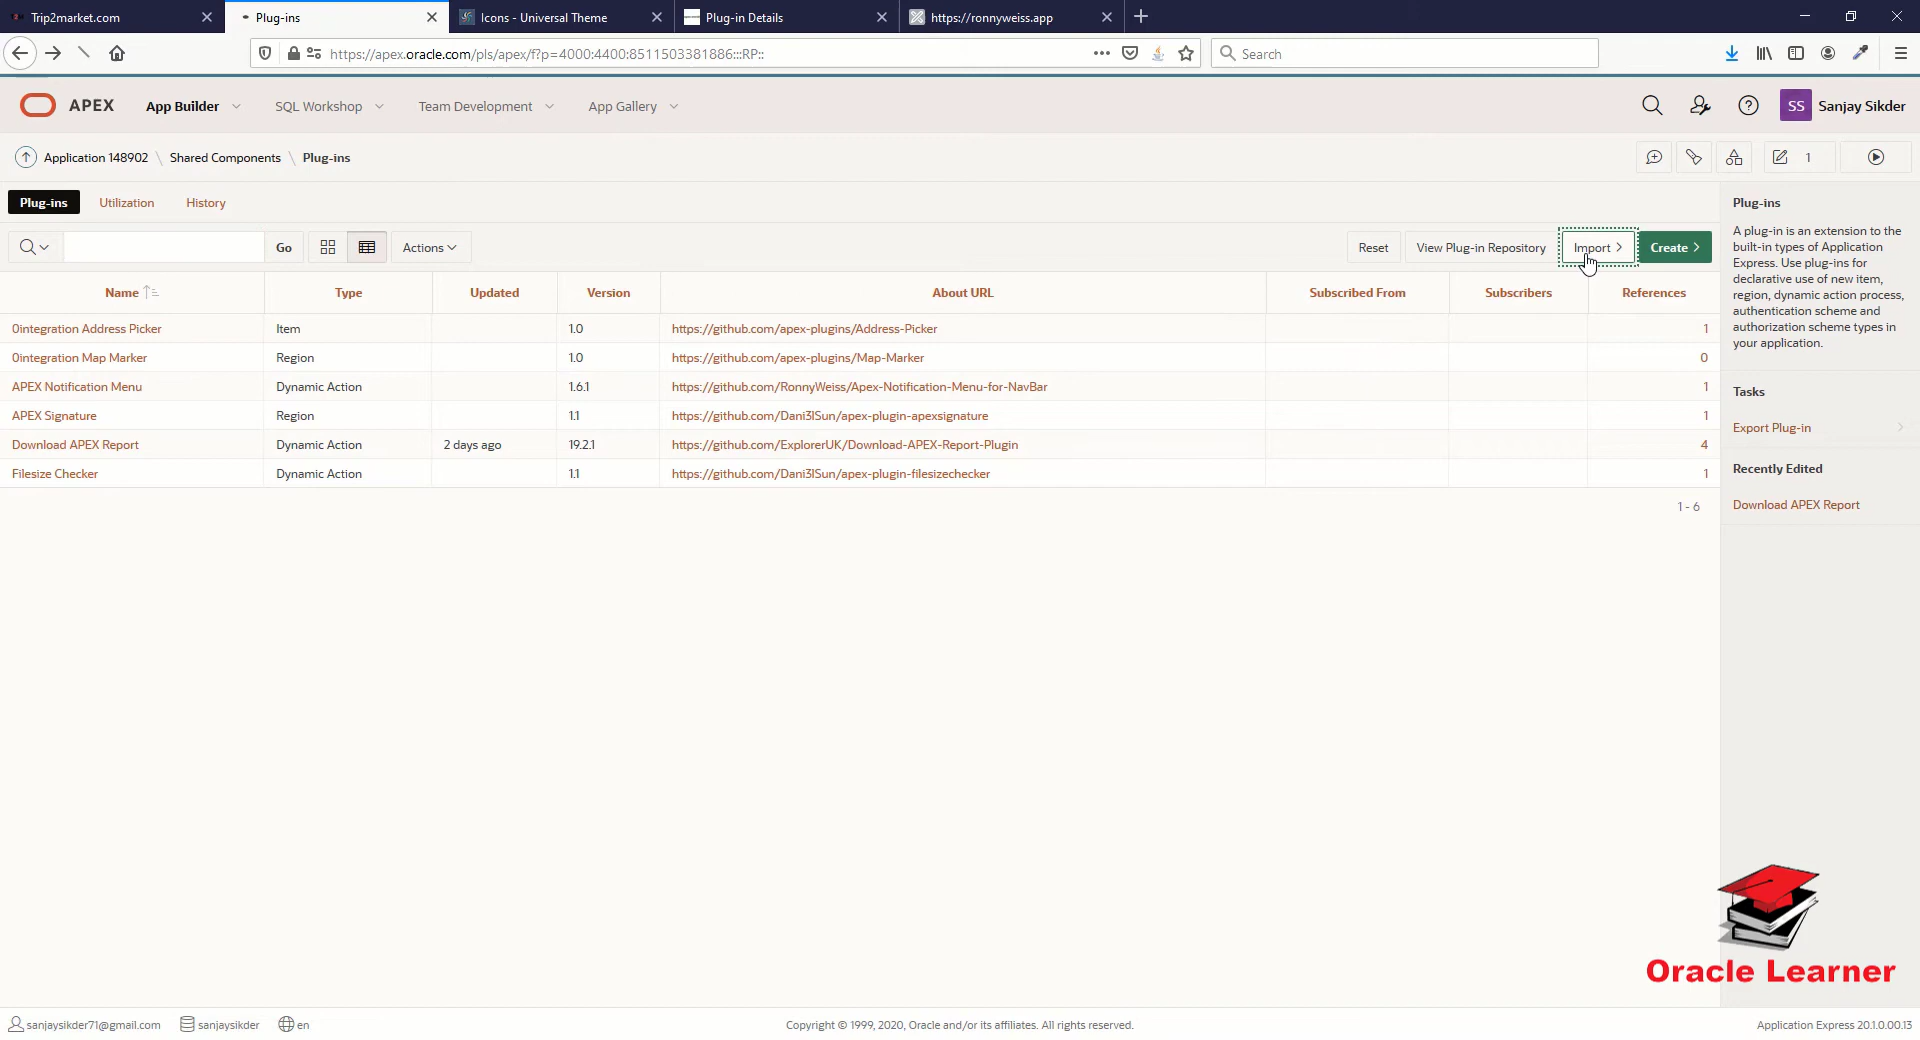 Trip2market.com
Plug-ins
Icons - Universal Theme
Plug-in Details
https://ronnyweiss.app
https://apex.oracle.com/pls/apex/f?p=4000:4400:8511503381886:::RP::
Search
APEX
App Builder
SQL Workshop
Team Development
App Gallery
SS
Sanjay Sikder
Application 148902 \ Shared Components \ Plug-ins
1
Plug-ins
Utilization
History
Go
Actions
Reset
View Plug-in Repository
Import
Create
Name Type Updated Version About URL Subscribed From Subscribers References
0integration Address Picker Item 1.0 https://github.com/apex-plugins/Address-Picker 1
0integration Map Marker Region 1.0 https://github.com/apex-plugins/Map-Marker 0
APEX Notification Menu Dynamic Action 1.6.1 https://github.com/RonnyWeiss/Apex-Notification-Menu-for-NavBar 1
APEX Signature Region 1.1 https://github.com/Dani3lSun/apex-plugin-apexsignature 1
Download APEX Report Dynamic Action 2 days ago 19.2.1 https://github.com/ExplorerUK/Download-APEX-Report-Plugin 4
Filesize Checker Dynamic Action 1.1 https://github.com/Dani3lSun/apex-plugin-filesizechecker 1
1 - 6
Plug-ins
A plug-in is an extension to the
built-in types of Application
Express. Use plug-ins for
declarative use of new item,
region, dynamic action process,
authentication scheme and
authorization scheme types in
your application.
Tasks
Export Plug-in
Recently Edited
Download APEX Report
Oracle Learner
sanjaysikder71@gmail.com
sanjaysikder
en
Copyright © 1999, 2020, Oracle and/or its affiliates. All rights reserved.
Application Express 20.1.0.00.13